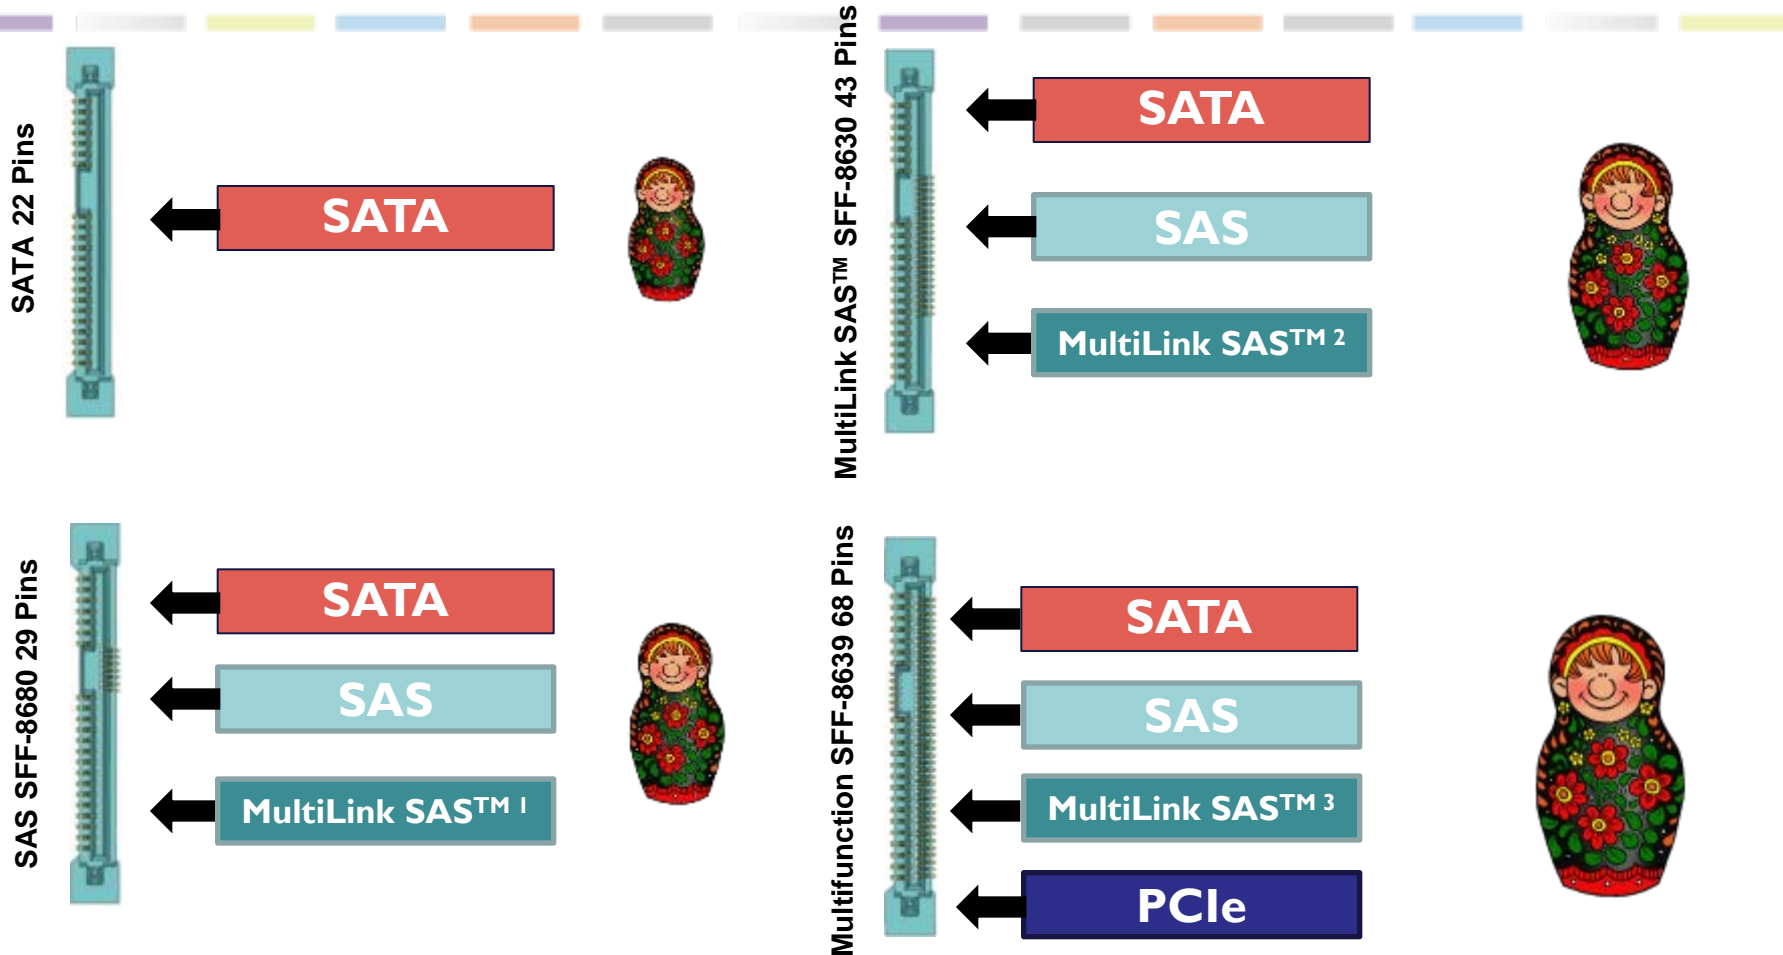 SATA 22 Pins
SATA
MultiLink SAS™ SFF-8630 43 Pins
SATA
SAS
MultiLink SAS™ 2
SAS SFF-8680 29 Pins
SATA
SAS
MultiLink SAS™ 1
Multifunction SFF-8639 68 Pins
SATA
SAS
MultiLink SAS™ 3
PCIe